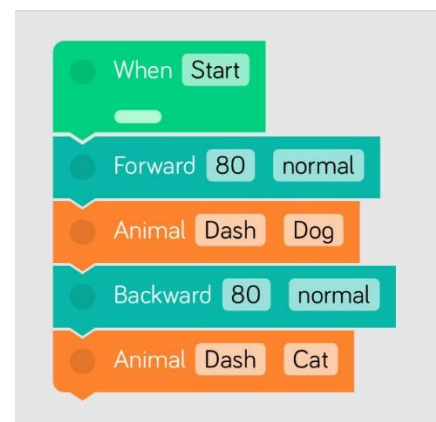 When Start
Forward 80 normal
Animal Dash Dog
Backward 80 normal
Animal Dash Cat